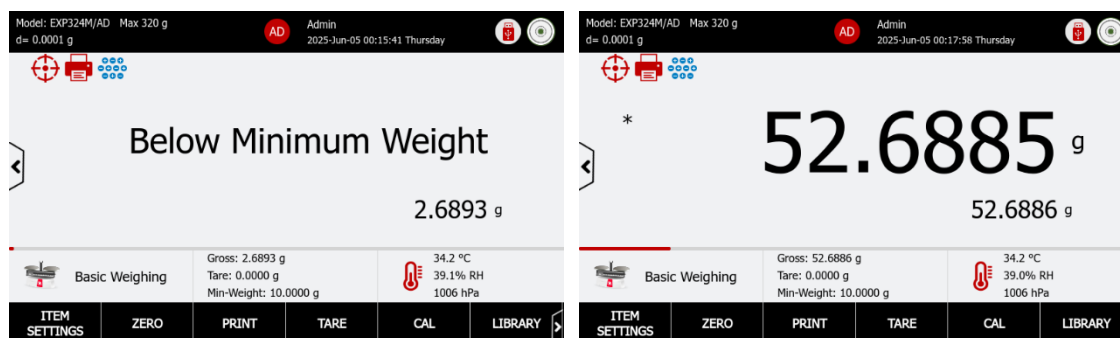 Model: EXP324M/AD Max 320 g
d= 0.0001 g
AD
Admin
2025-Jun-05 00:15:41 Thursday
Below Minimum Weight
2.6893 g
Basic Weighing
Gross: 2.6893 g
Tare: 0.0000 g
Min-Weight: 10.0000 g
34.2 °C
39.1% RH
1006 hPa
ITEM SETTINGS
ZERO
PRINT
TARE
CAL
LIBRARY
Model: EXP324M/AD Max 320 g
d= 0.0001 g
AD
Admin
2025-Jun-05 00:17:58 Thursday
*
52.6885 g
52.6886 g
Basic Weighing
Gross: 52.6886 g
Tare: 0.0000 g
Min-Weight: 10.0000 g
34.2 °C
39.0% RH
1006 hPa
ITEM SETTINGS
ZERO
PRINT
TARE
CAL
LIBRARY